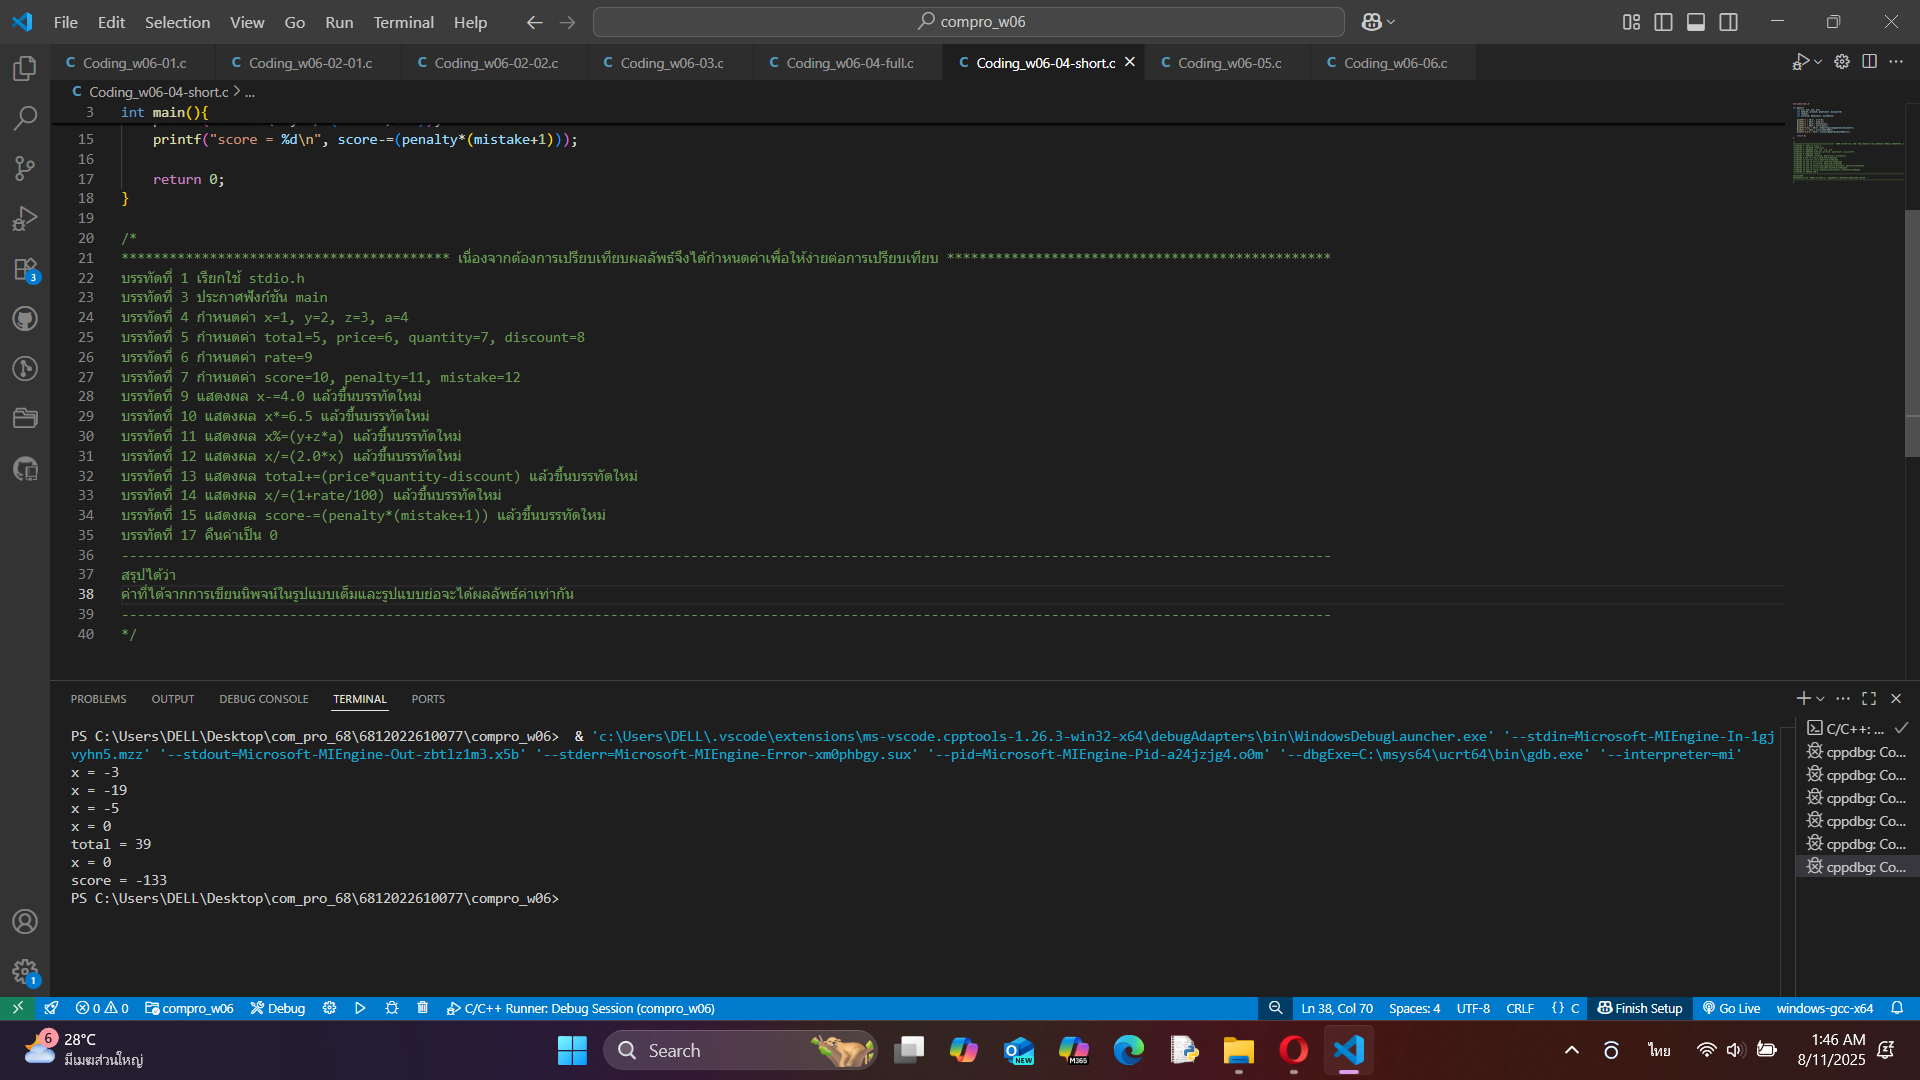 File Edit Selection View Go Run Terminal Help
compro_w06
Coding_w06-01.c
Coding_w06-02-01.c
Coding_w06-02-02.c
Coding_w06-03.c
Coding_w06-04-full.c
Coding_w06-04-short.c
Coding_w06-05.c
Coding_w06-06.c
Coding_w06-04-short.c > ...
3 int main(){
15 printf("score = %d\n", score-=(penalty*(mistake+1)));
16
17 return 0;
18 }
19
20 /*
21 ***************************************** เนื่องจากต้องการเปรียบเทียบผลลัพธ์จึงได้กำหนดค่าเพื่อให้ง่ายต่อการเปรียบเทียบ ************************************************
22 บรรทัดที่ 1 เรียกใช้ stdio.h
23 บรรทัดที่ 3 ประกาศฟังก์ชัน main
24 บรรทัดที่ 4 กำหนดค่า x=1, y=2, z=3, a=4
25 บรรทัดที่ 5 กำหนดค่า total=5, price=6, quantity=7, discount=8
26 บรรทัดที่ 6 กำหนดค่า rate=9
27 บรรทัดที่ 7 กำหนดค่า score=10, penalty=11, mistake=12
28 บรรทัดที่ 9 แสดงผล x-=4.0 แล้วขึ้นบรรทัดใหม่
29 บรรทัดที่ 10 แสดงผล x*=6.5 แล้วขึ้นบรรทัดใหม่
30 บรรทัดที่ 11 แสดงผล x%=(y+z*a) แล้วขึ้นบรรทัดใหม่
31 บรรทัดที่ 12 แสดงผล x/=(2.0*x) แล้วขึ้นบรรทัดใหม่
32 บรรทัดที่ 13 แสดงผล total+=(price*quantity-discount) แล้วขึ้นบรรทัดใหม่
33 บรรทัดที่ 14 แสดงผล x/=(1+rate/100) แล้วขึ้นบรรทัดใหม่
34 บรรทัดที่ 15 แสดงผล score-=(penalty*(mistake+1)) แล้วขึ้นบรรทัดใหม่
35 บรรทัดที่ 17 คืนค่าเป็น 0
36 -------------------------------------------------------------------------------------------------------------------------------------------------------
37 สรุปได้ว่า
38 ค่าที่ได้จากการเขียนนิพจน์ในรูปแบบเต็มและรูปแบบย่อจะได้ผลลัพธ์ค่าเท่ากัน
39 -------------------------------------------------------------------------------------------------------------------------------------------------------
40 */
PROBLEMS OUTPUT DEBUG CONSOLE TERMINAL PORTS
PS C:\Users\DELL\Desktop\com_pro_68\6812022610077\compro_w06> & 'c:\Users\DELL\.vscode\extensions\ms-vscode.cpptools-1.26.3-win32-x64\debugAdapters\bin\WindowsDebugLauncher.exe' '--stdin=Microsoft-MIEngine-In-1gj
vyhn5.mzz' '--stdout=Microsoft-MIEngine-Out-zbtlz1m3.x5b' '--stderr=Microsoft-MIEngine-Error-xm0phbgy.sux' '--pid=Microsoft-MIEngine-Pid-a24jzjg4.o0m' '--dbgExe=C:\msys64\ucrt64\bin\gdb.exe' '--interpreter=mi'
x = -3
x = -19
x = -5
x = 0
total = 39
x = 0
score = -133
PS C:\Users\DELL\Desktop\com_pro_68\6812022610077\compro_w06>
C/C++: ...
cppdbg: Co...
cppdbg: Co...
cppdbg: Co...
cppdbg: Co...
cppdbg: Co...
cppdbg: Co...
3
1
0 0 compro_w06 Debug C/C++ Runner: Debug Session (compro_w06)
Ln 38, Col 70 Spaces: 4 UTF-8 CRLF {} C Finish Setup Go Live windows-gcc-x64
6
28°C
มีเมฆส่วนใหญ่
Search
NEW
M365
ไทย
1:46 AM
8/11/2025